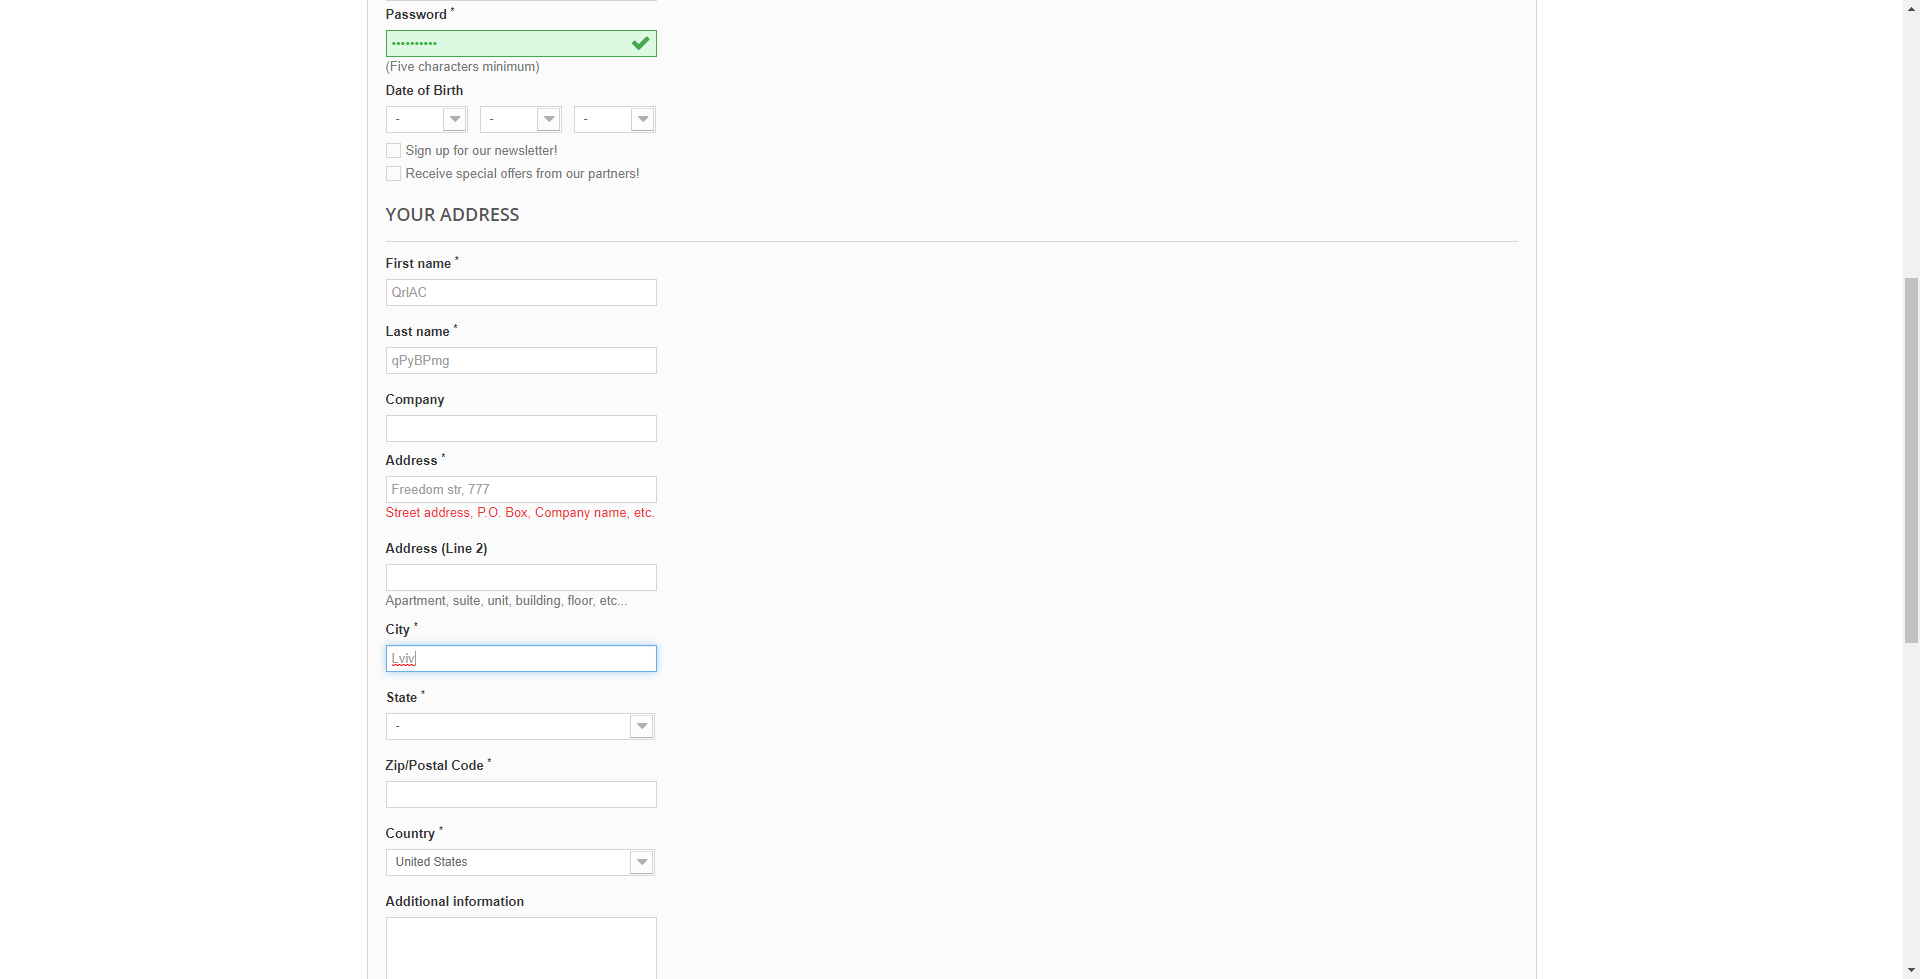 Password *
••••••••••
(Five characters minimum)
Date of Birth
- - -
Sign up for our newsletter!
Receive special offers from our partners!
YOUR ADDRESS
First name *
QrlAC
Last name *
qPyBPmg
Company
Address *
Freedom str, 777
Street address, P.O. Box, Company name, etc.
Address (Line 2)
Apartment, suite, unit, building, floor, etc...
City *
Lviv
State *
-
Zip/Postal Code *
Country *
United States
Additional information